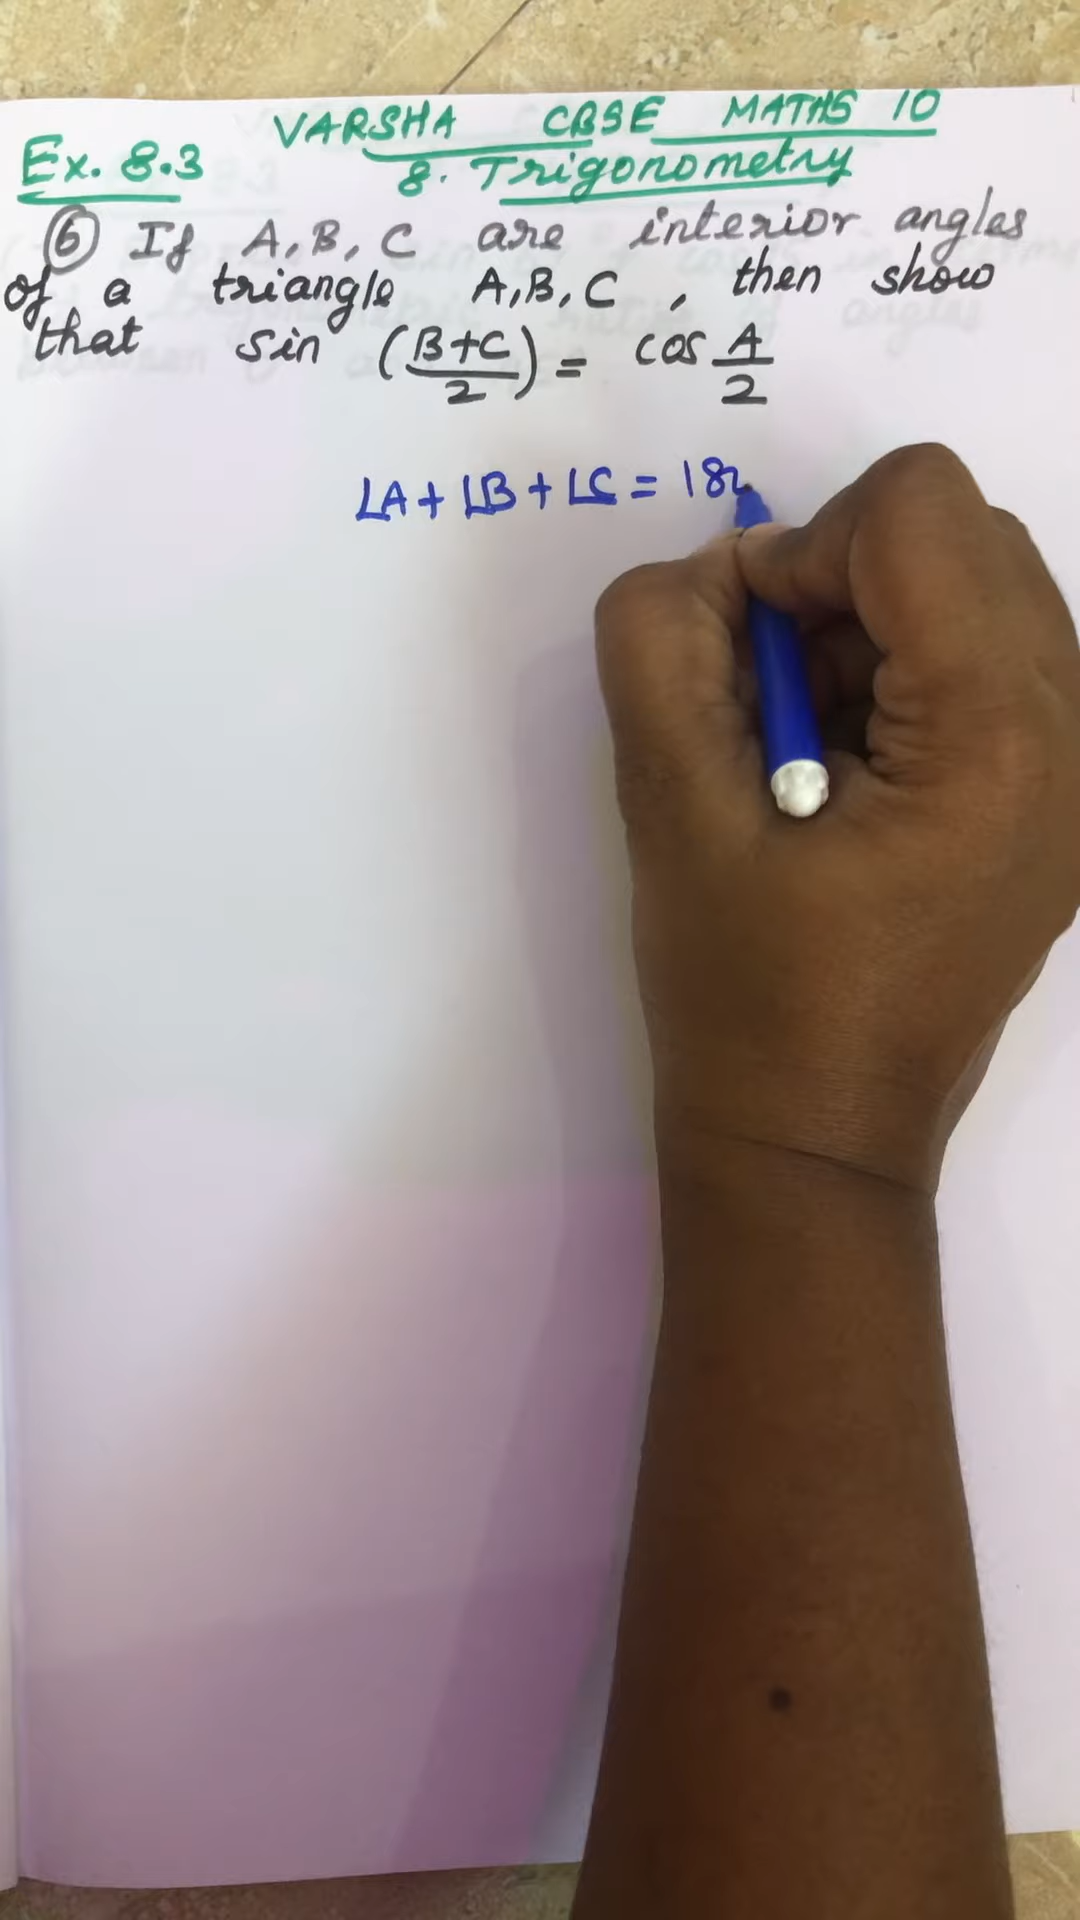 VARSHA CBSE MATHS 10
Ex. 8.3 8. Trigonometry
⑥ If A, B, C are interior angles
of a triangle A, B, C, then show
that sin (B+C/2) = cos A/2
∠A + ∠B + ∠C = 18